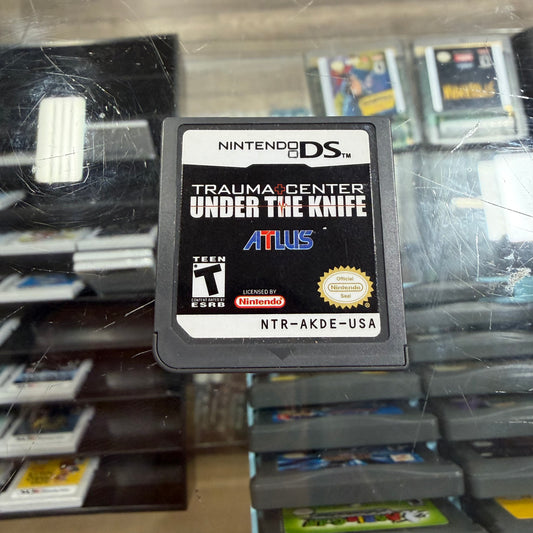 NINTENDO DS™
TRAUMA CENTER
UNDER THE KNIFE
ATLUS
TEEN
T
CONTENT RATED BY
ESRB
LICENSED BY
Nintendo
Official
Nintendo
Seal
NTR-AKDE-USA